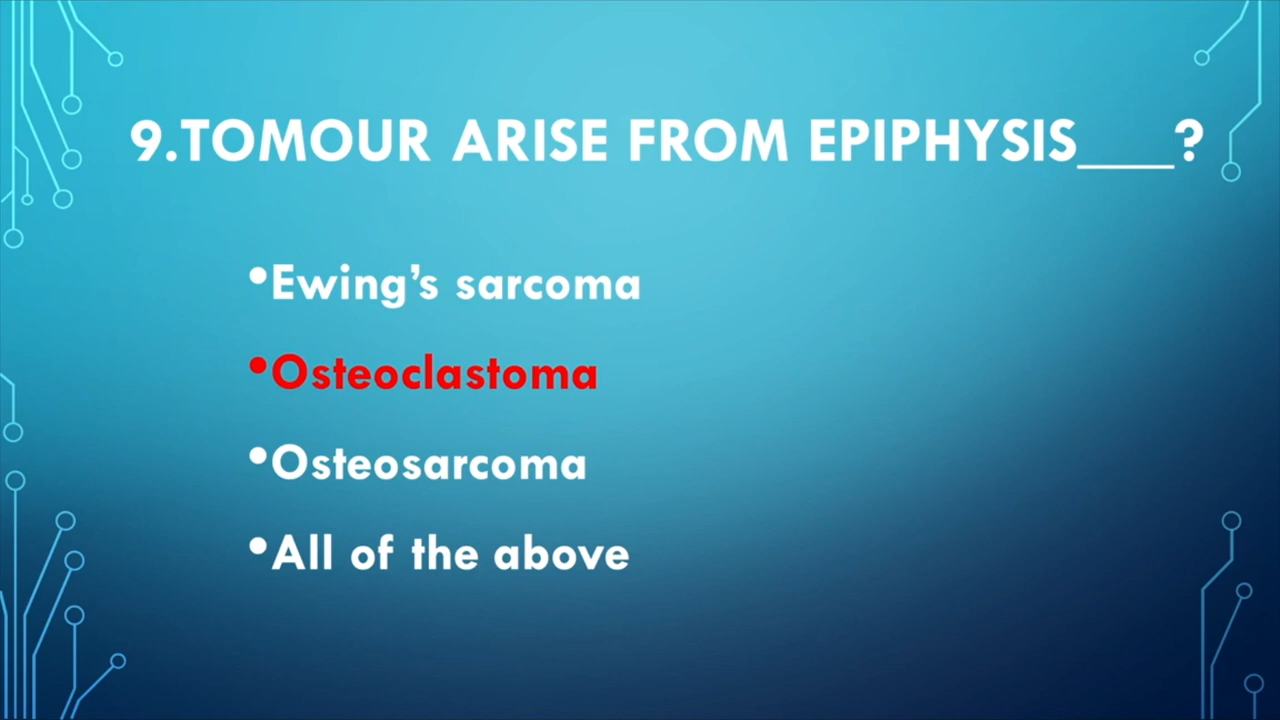 9.TOMOUR ARISE FROM EPIPHYSIS___?
•Ewing’s sarcoma
•Osteoclastoma
•Osteosarcoma
•All of the above